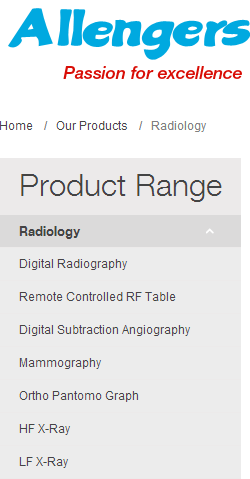 Allengers
Passion for excellence
Home / Our Products / Radiology
Product Range
Radiology
Digital Radiography
Remote Controlled RF Table
Digital Subtraction Angiography
Mammography
Ortho Pantomo Graph
HF X-Ray
LF X-Ray